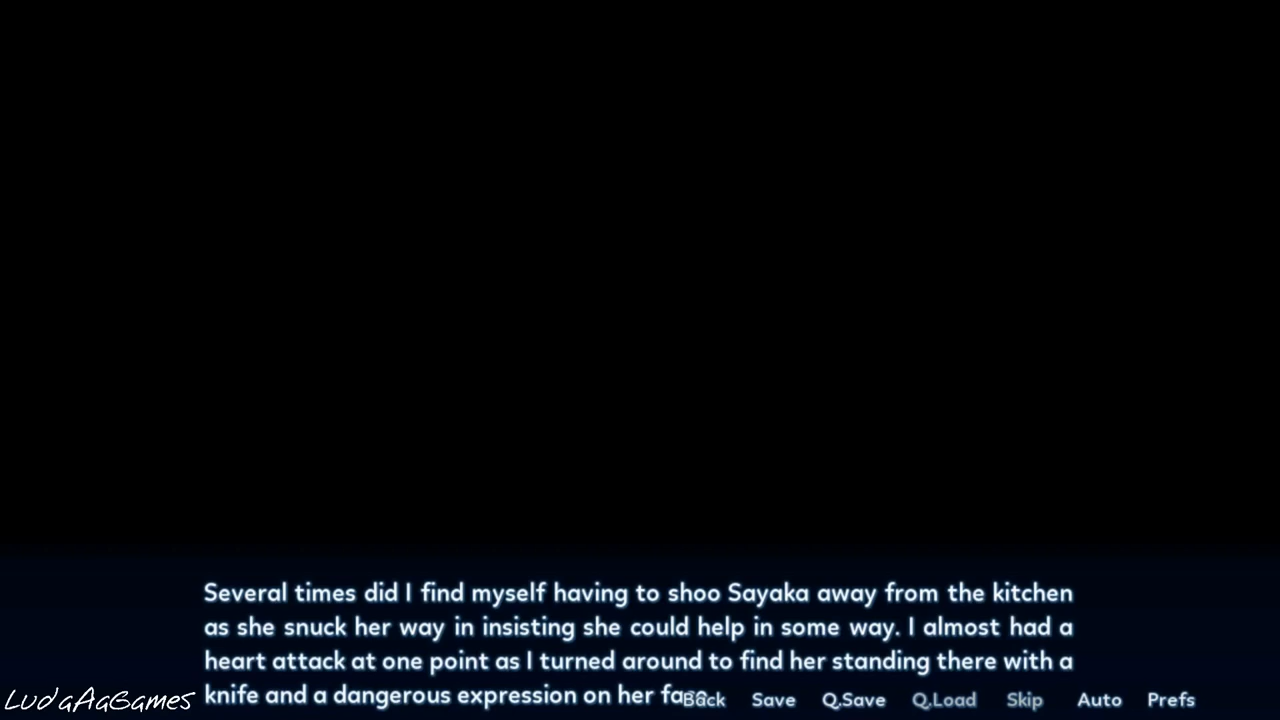 Several times did I find myself having to shoo Sayaka away from the kitchen
as she snuck her way in insisting she could help in some way. I almost had a
heart attack at one point as I turned around to find her standing there with a
knife and a dangerous expression on her
Back Save Q.Save Q.Load Skip Auto Prefs
LudaAaGames